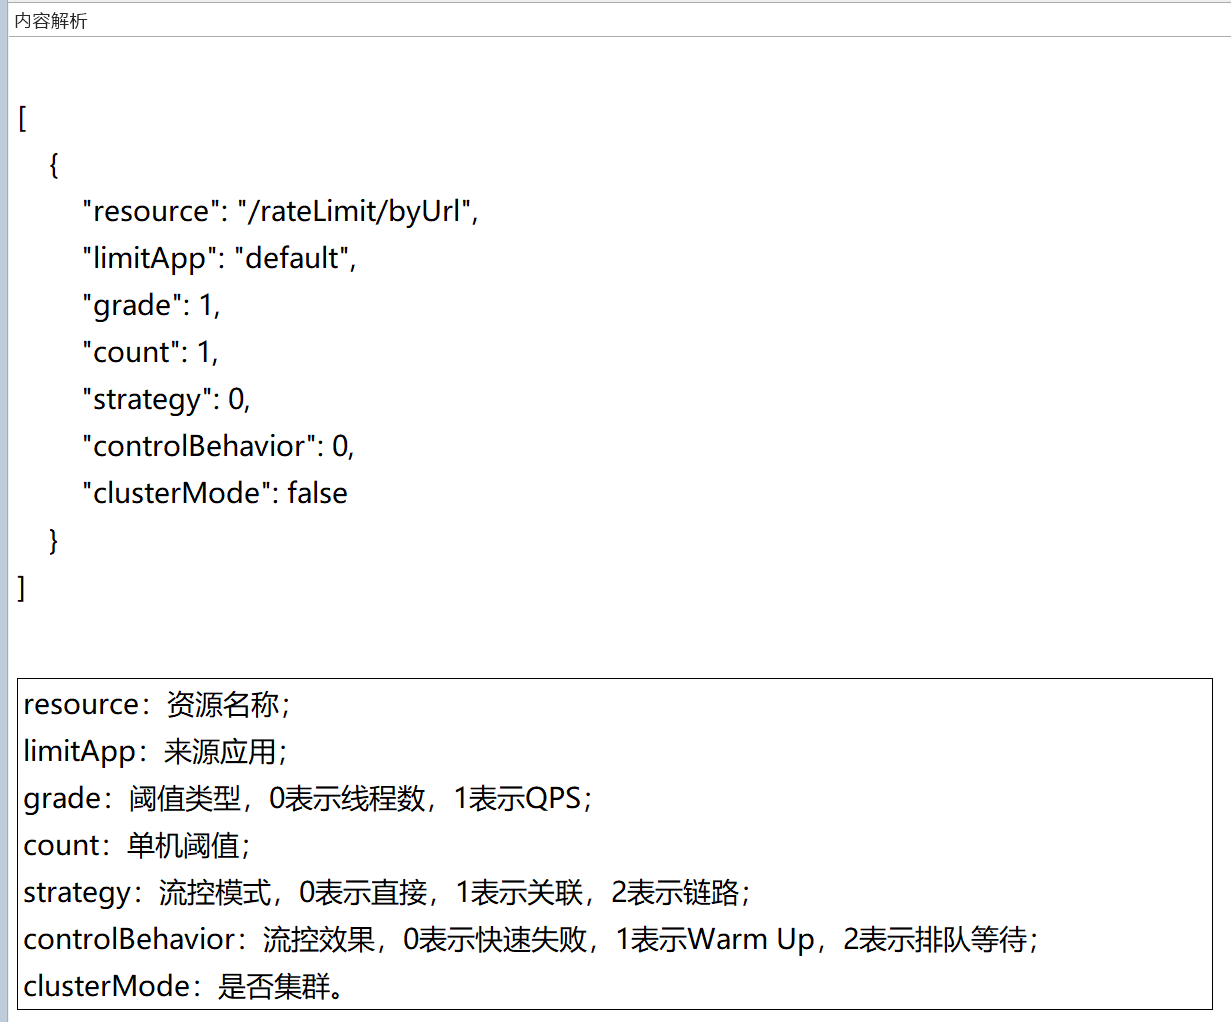 内容解析
[
{
"resource": "/rateLimit/byUrl",
"limitApp": "default",
"grade": 1,
"count": 1,
"strategy": 0,
"controlBehavior": 0,
"clusterMode": false
}
]
resource：资源名称；
limitApp：来源应用；
grade：阈值类型，0表示线程数，1表示QPS；
count：单机阈值；
strategy：流控模式，0表示直接，1表示关联，2表示链路；
controlBehavior：流控效果，0表示快速失败，1表示Warm Up，2表示排队等待；
clusterMode：是否集群。